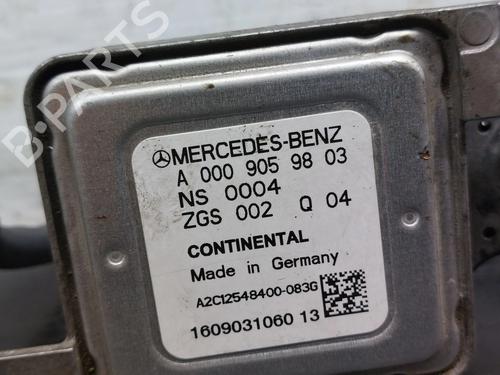 B-PARTS
MERCEDES-BENZ
A 000 905 98 03
NS 0004
ZGS 002 Q 04
CONTINENTAL
Made in Germany
A2C12548400-083G
1609031060 13